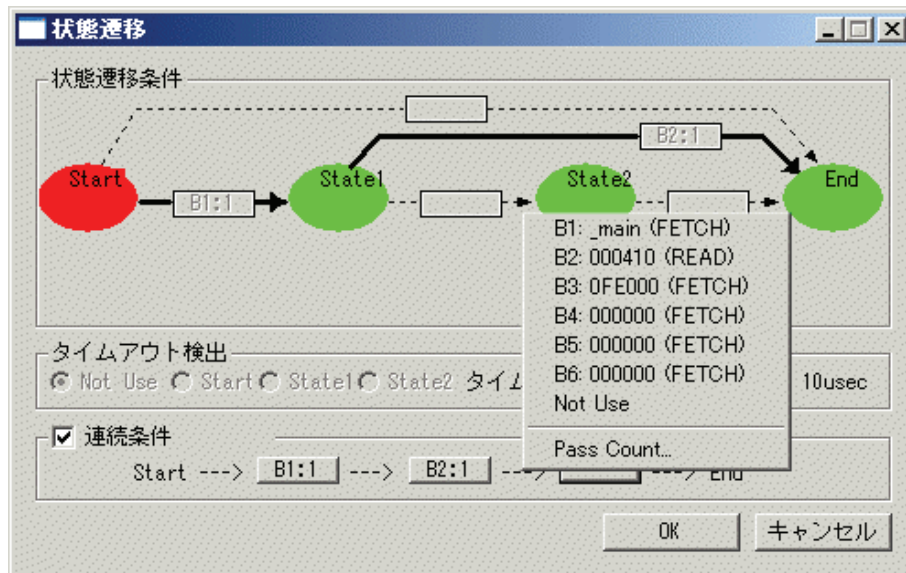 状態遷移
状態遷移条件
B2:1
Start
State1
State2
End
B1:1
B1: _main (FETCH)
B2: 000410 (READ)
B3: 0FE000 (FETCH)
B4: 000000 (FETCH)
B5: 000000 (FETCH)
B6: 000000 (FETCH)
Not Use
Pass Count...
タイムアウト検出
Not Use Start State1 State2 タイ 10usec
連続条件
Start ---> B1:1 ---> B2:1 ---> ---> End
OK キャンセル